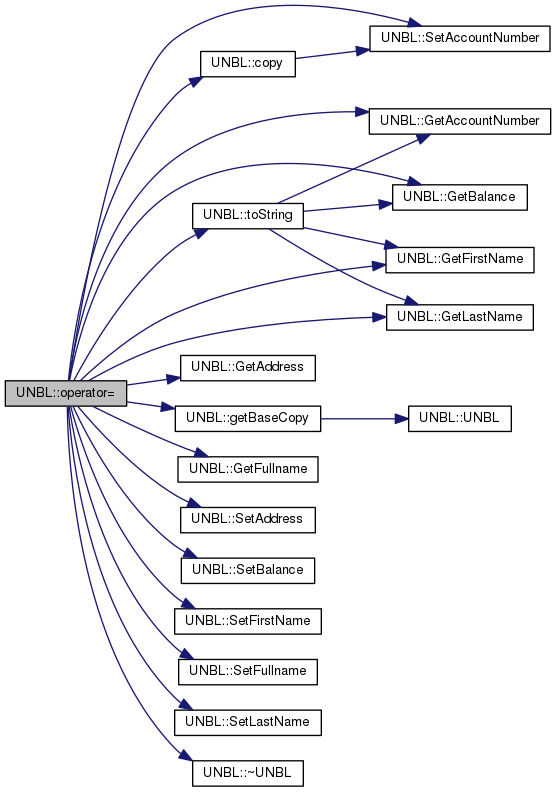 UNBL::SetAccountNumber
UNBL::copy
UNBL::GetAccountNumber
UNBL::GetBalance
UNBL::toString
UNBL::GetFirstName
UNBL::GetLastName
UNBL::GetAddress
UNBL::operator=
UNBL::getBaseCopy
UNBL::UNBL
UNBL::GetFullname
UNBL::SetAddress
UNBL::SetBalance
UNBL::SetFirstName
UNBL::SetFullname
UNBL::SetLastName
UNBL::~UNBL